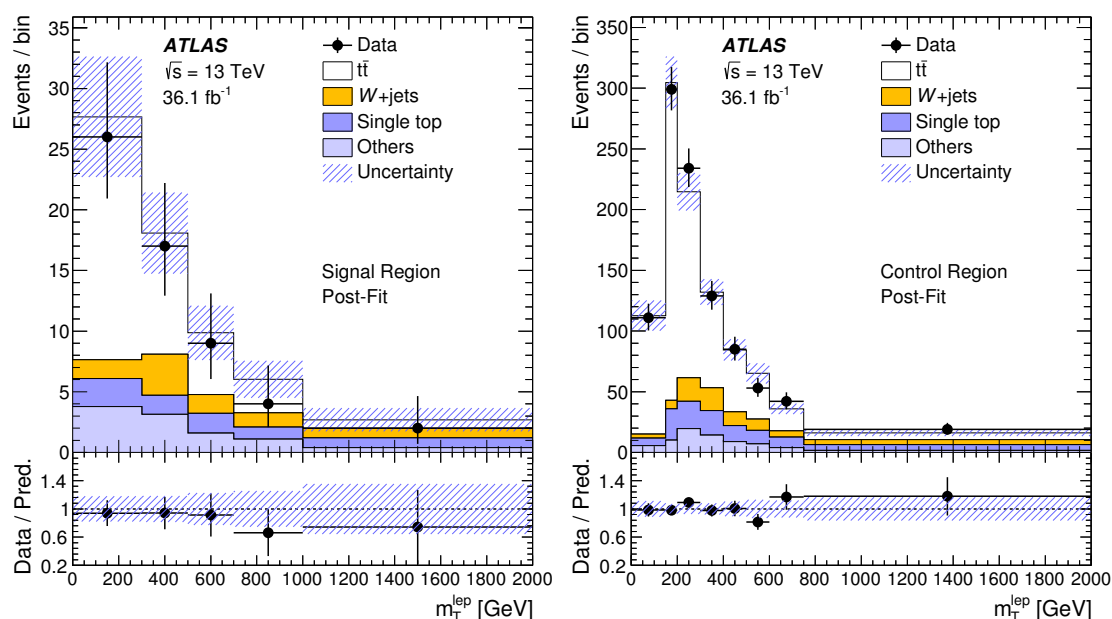 Events / bin
35
30
25
20
15
10
5
0
ATLAS
√s = 13 TeV
36.1 fb⁻¹
Data
tt̄
W+jets
Single top
Others
Uncertainty
Signal Region
Post-Fit
Data / Pred.
1.4
1
0.6
0.2
0 200 400 600 800 1000 1200 1400 1600 1800 2000
m_T^lep [GeV]
Events / bin
350
300
250
200
150
100
50
0
ATLAS
√s = 13 TeV
36.1 fb⁻¹
Data
tt̄
W+jets
Single top
Others
Uncertainty
Control Region
Post-Fit
Data / Pred.
1.4
1
0.6
0.2
0 200 400 600 800 1000 1200 1400 1600 1800 2000
m_T^lep [GeV]